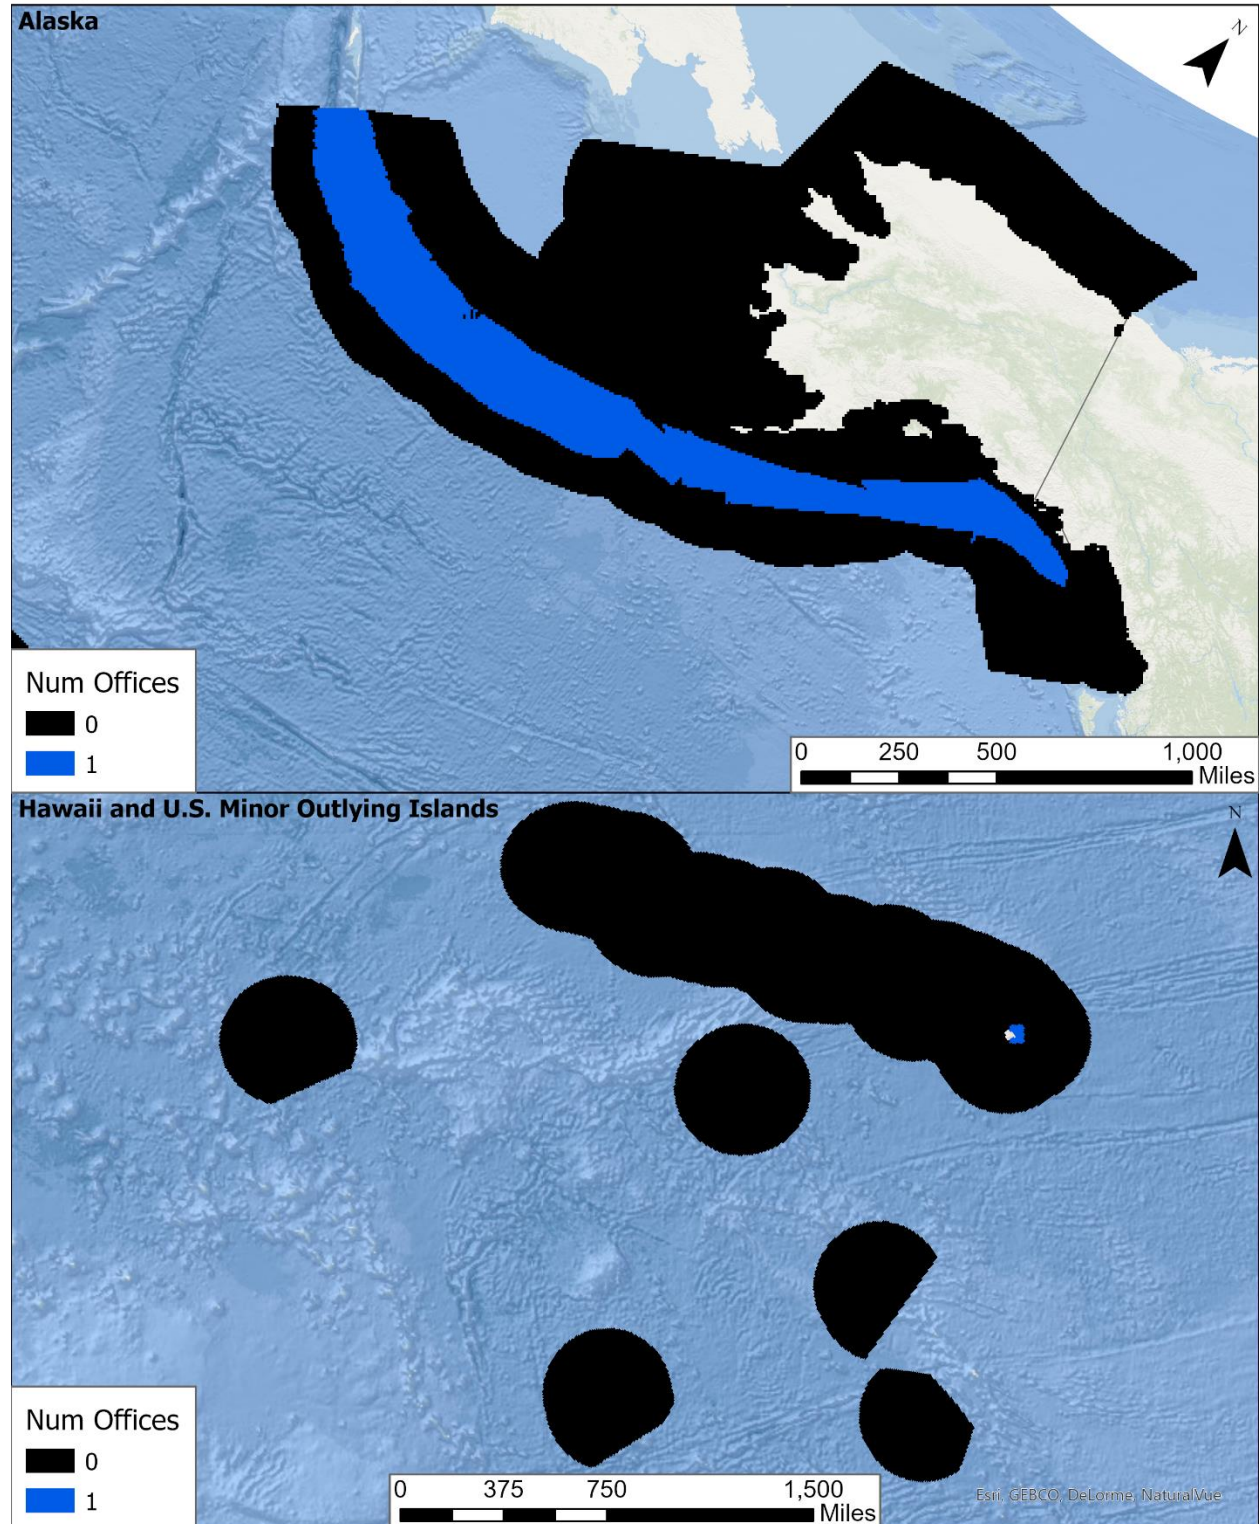 Alaska
N
Num Offices
0
1
0 250 500 1,000
Miles
Hawaii and U.S. Minor Outlying Islands
N
Num Offices
0
1
0 375 750 1,500
Miles
Esri, GEBCO, DeLorme, NaturalVue